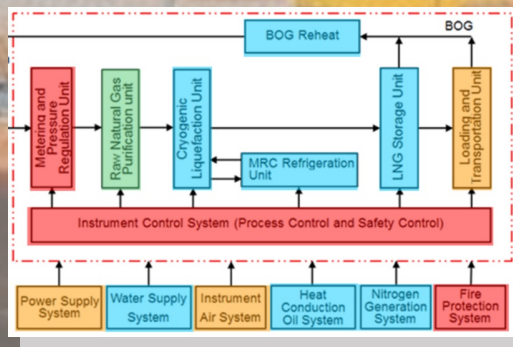 BOG Reheat
BOG
Metering and
Pressure
Regulation Unit
Raw Natural Gas
Purification unit
Cryogenic
Liquefaction Unit
MRC Refrigeration
Unit
LNG Storage Unit
Loading and
Transportation Unit
Instrument Control System (Process Control and Safety Control)
Power Supply
System
Water Supply
System
Instrument
Air System
Heat
Conduction
Oil System
Nitrogen
Generation
System
Fire
Protection
System